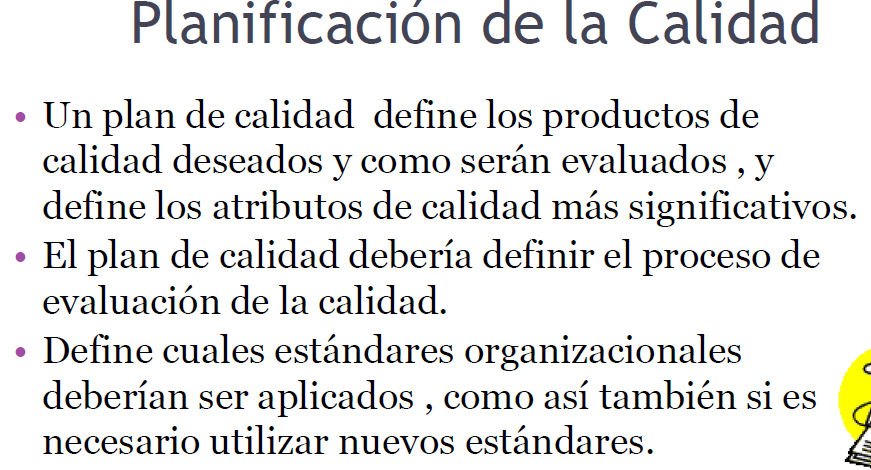 Planificación de la Calidad
• Un plan de calidad define los productos de
calidad deseados y como serán evaluados , y
define los atributos de calidad más significativos.
• El plan de calidad debería definir el proceso de
evaluación de la calidad.
• Define cuales estándares organizacionales
deberían ser aplicados , como así también si es
necesario utilizar nuevos estándares.